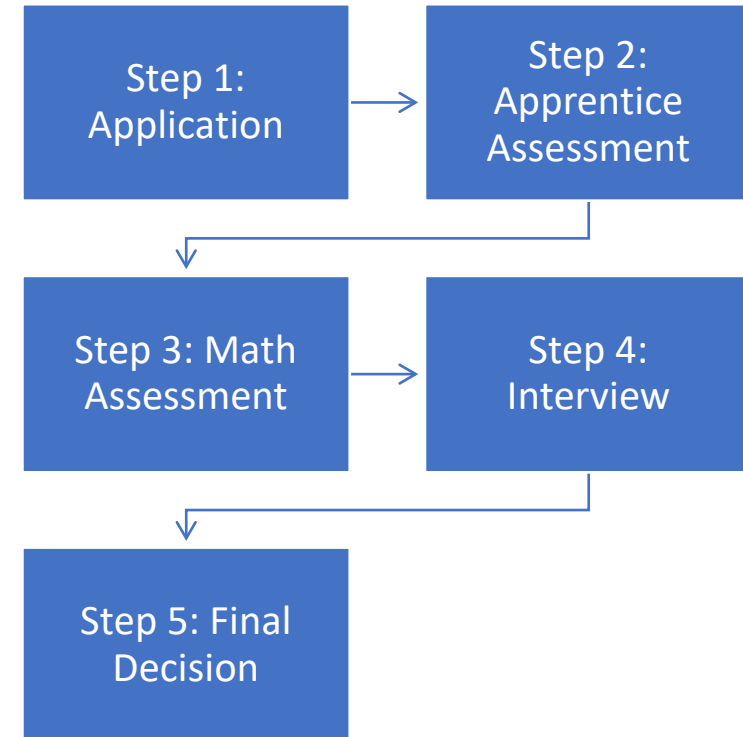 Step 1:
Application
Step 2:
Apprentice
Assessment
Step 3: Math
Assessment
Step 4:
Interview
Step 5: Final
Decision